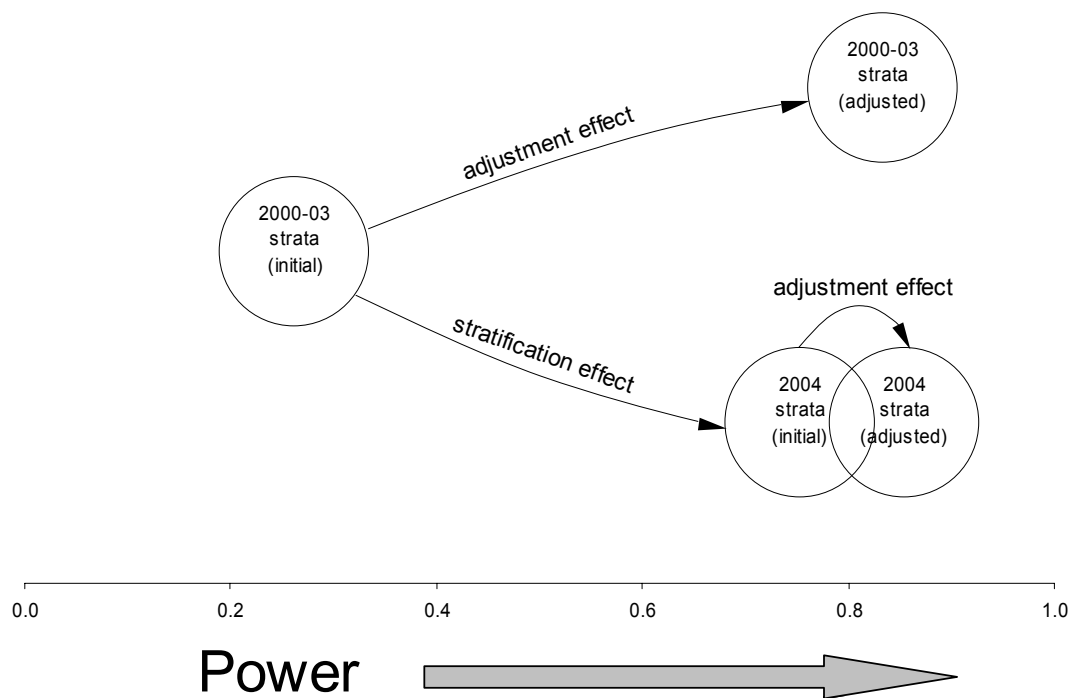 2000-03
strata
(adjusted)
adjustment effect
2000-03
strata
(initial)
stratification effect
adjustment effect
2004
strata
(initial)
2004
strata
(adjusted)
0.0 0.2 0.4 0.6 0.8 1.0
Power